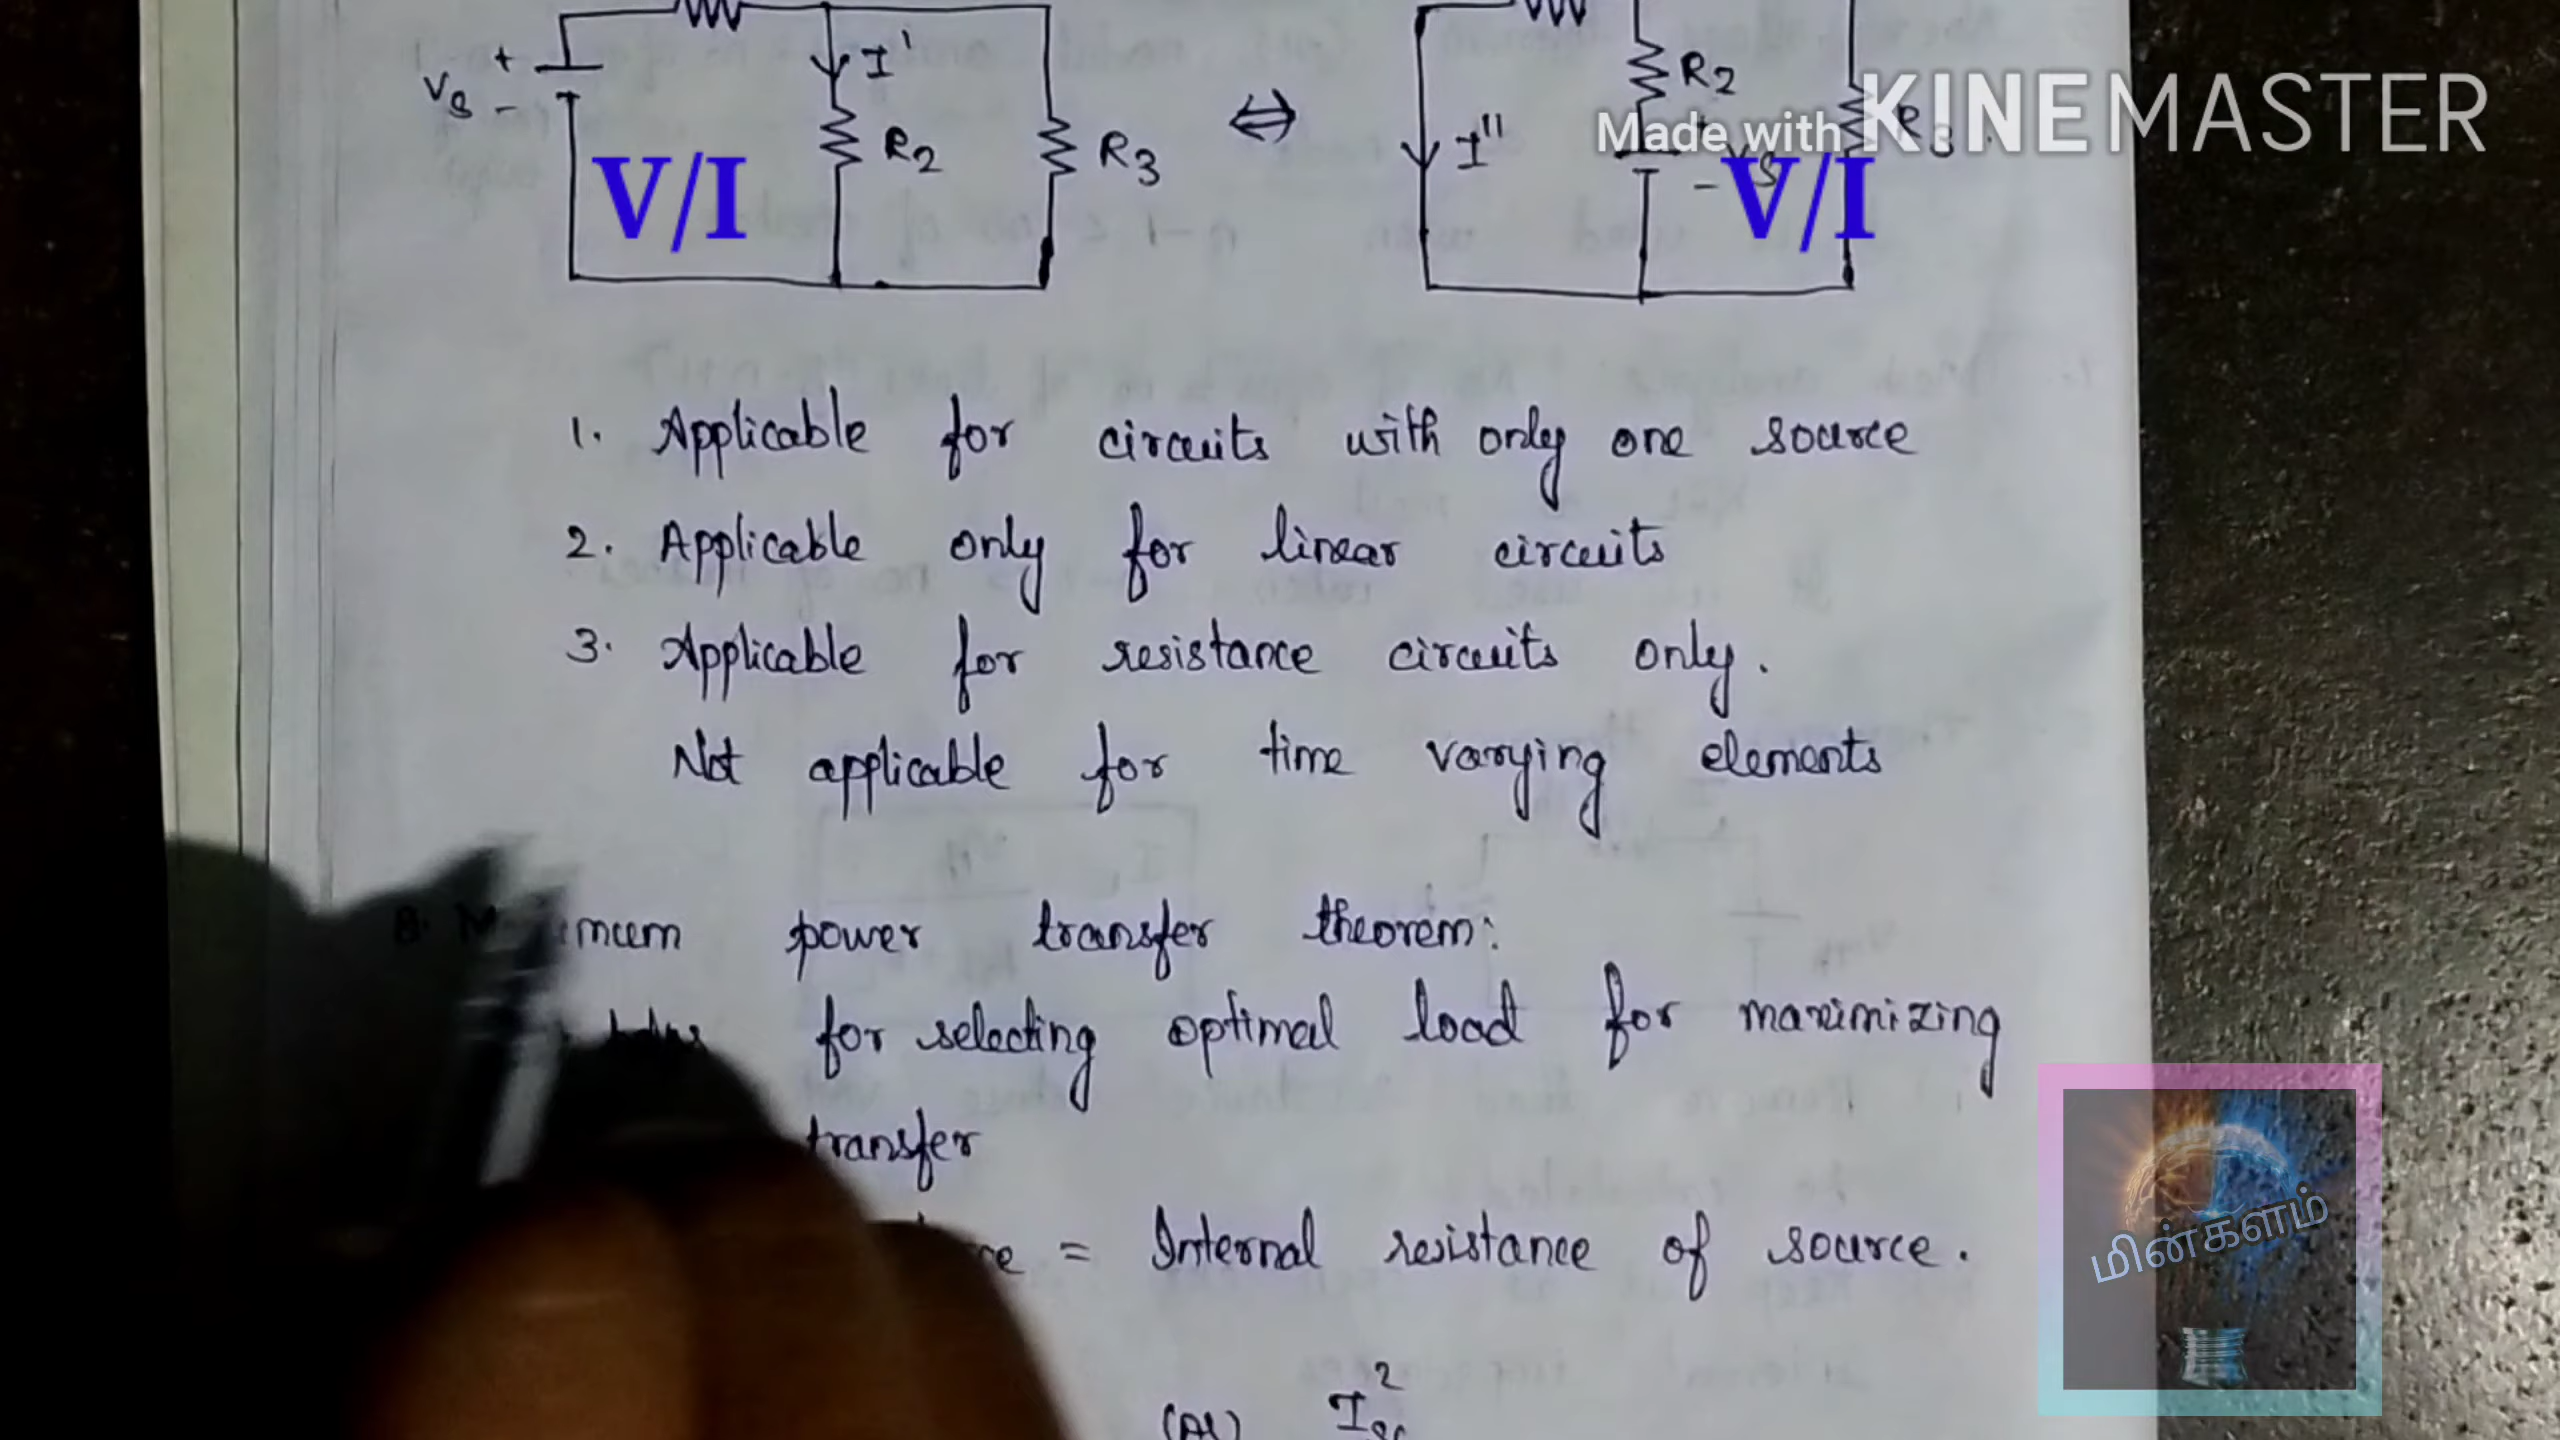 Vs + -
I'
R2
R3
⇔
I"
R2
Made with KINEMASTER
R3.
V/I
V/I
1. Applicable for circuits with only one source
2. Applicable only for linear circuits
3. Applicable for resistance circuits only.
Not applicable for time varying elements
8. power transfer theorem:
for selecting optimal load for maximizing
transfer
= Internal resistance of source.
மின்களம்